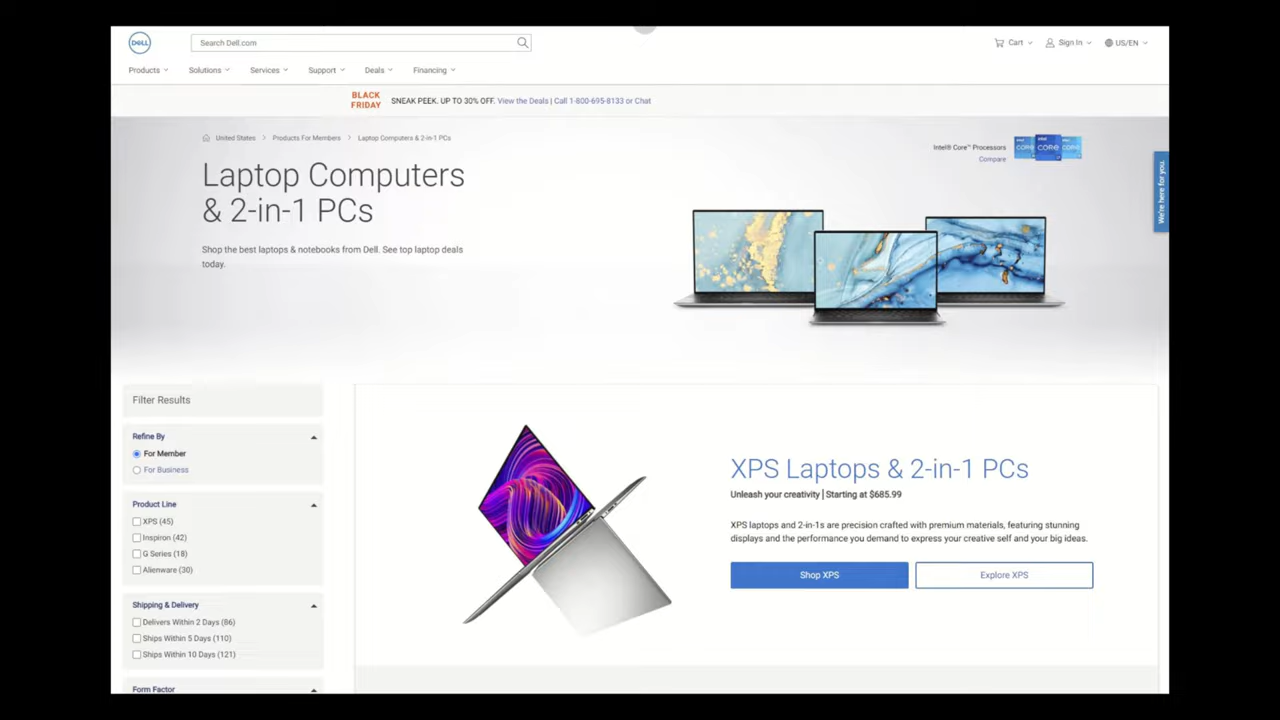 DELL
Search Dell.com
Cart
Sign In
US/EN
Products
Solutions
Services
Support
Deals
Financing
BLACK
FRIDAY
SNEAK PEEK. UP TO 30% OFF. View the Deals | Call 1-800-695-8133 or Chat
United States
Products For Members
Laptop Computers & 2-in-1 PCs
Laptop Computers
& 2-in-1 PCs
Shop the best laptops & notebooks from Dell. See top laptop deals
today.
Intel® Core™ Processors
Compare
CORE CORE CORE
We're here for you.
Filter Results
Refine By
For Member
For Business
Product Line
XPS (45)
Inspiron (42)
G Series (18)
Alienware (30)
Shipping & Delivery
Delivers Within 2 Days (86)
Ships Within 5 Days (110)
Ships Within 10 Days (121)
Form Factor
XPS Laptops & 2-in-1 PCs
Unleash your creativity | Starting at $685.99
XPS laptops and 2-in-1s are precision crafted with premium materials, featuring stunning
displays and the performance you demand to express your creative self and your big ideas.
Shop XPS
Explore XPS